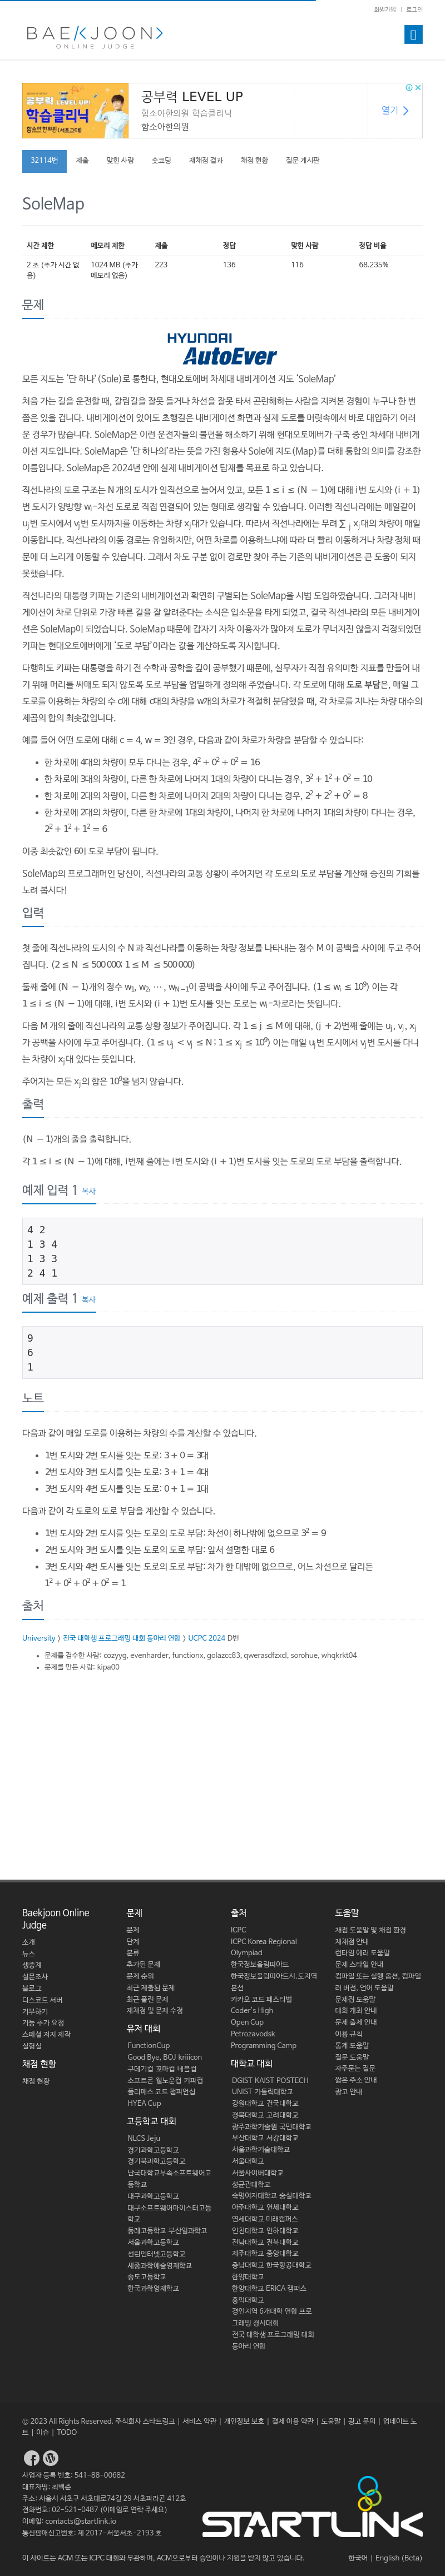 회원가입 | 로그인
BAEKJOON>
ONLINE JUDGE
공부력 LEVEL UP!
학습클리닉
함소아한의원(서초교대)
공부력 LEVEL UP
함소아한의원 학습클리닉
함소아한의원
열기
32114번 제출 맞힌 사람 숏코딩 재채점 결과 채점 현황 질문 게시판
SoleMap
시간 제한 메모리 제한 제출 정답 맞힌 사람 정답 비율
2 초 (추가 시간 없음) 1024 MB (추가 메모리 없음) 223 136 116 68.235%
문제
HYUNDAI
AutoEver
모든 지도는 '단 하나'(Sole)로 통한다, 현대오토에버 차세대 내비게이션 지도 'SoleMap'
처음 가는 길을 운전할 때, 갈림길을 잘못 들거나 차선을 잘못 타서 곤란해하는 사람을 지켜본 경험이 누구나 한 번
쯤은 있을 겁니다. 내비게이션이 있어도 초행길은 내비게이션 화면과 실제 도로를 머릿속에서 바로 대입하기 어려
운 경우가 많습니다. SoleMap은 이런 운전자들의 불편을 해소하기 위해 현대오토에버가 구축 중인 차세대 내비게
이션 지도입니다. SoleMap은 '단 하나의'라는 뜻을 가진 형용사 Sole에 지도(Map)를 더해 통합의 의미를 강조한
이름입니다. SoleMap은 2024년 안에 실제 내비게이션 탑재를 목표로 하고 있습니다.
직선나라의 도로 구조는 N개의 도시가 일직선으로 늘어서 있고, 모든 1 ≤ i ≤ (N − 1)에 대해 i번 도시와 (i + 1)
번 도시가 양방향 wᵢ-차선 도로로 직접 연결되어 있는 형태로 생각할 수 있습니다. 이러한 직선나라에는 매일같이
uⱼ번 도시에서 vⱼ번 도시까지를 이동하는 차량 xⱼ대가 있습니다. 따라서 직선나라에는 무려 ∑ⱼ xⱼ대의 차량이 매일
이동합니다. 직선나라의 이동 경로는 유일하지만, 어떤 차로를 이용하느냐에 따라 더 빨리 이동하거나 차량 정체 때
문에 더 느리게 이동할 수 있습니다. 그래서 차도 구분 없이 경로만 찾아 주는 기존의 내비게이션은 큰 도움이 되지
못했습니다.
직선나라의 대통령 키파는 기존의 내비게이션과 확연히 구별되는 SoleMap을 시범 도입하였습니다. 그러자 내비
게이션이 차로 단위로 가장 빠른 길을 잘 알려준다는 소식은 입소문을 타게 되었고, 결국 직선나라의 모든 내비게이
션은 SoleMap이 되었습니다. SoleMap 때문에 갑자기 자차 이용자가 많아져 도로가 무너지진 않을지 걱정되었던
키파는 현대오토에버에게 '도로 부담'이라는 값을 계산하도록 지시합니다.
다행히도 키파는 대통령을 하기 전 수학과 공학을 깊이 공부했기 때문에, 실무자가 직접 유의미한 지표를 만들어 내
기 위해 머리를 싸매도 되지 않도록 도로 부담을 엄밀하게 정의해 주었습니다. 각 도로에 대해 도로 부담은, 매일 그
도로를 이용하는 차량의 수 c에 대해 c대의 차량을 w개의 차로가 적절히 분담했을 때, 각 차로를 지나는 차량 대수의
제곱의 합의 최솟값입니다.
예를 들어 어떤 도로에 대해 c = 4, w = 3인 경우, 다음과 같이 차로가 차량을 분담할 수 있습니다:
• 한 차로에 4대의 차량이 모두 다니는 경우, 4² + 0² + 0² = 16
• 한 차로에 3대의 차량이, 다른 한 차로에 나머지 1대의 차량이 다니는 경우, 3² + 1² + 0² = 10
• 한 차로에 2대의 차량이, 다른 한 차로에 나머지 2대의 차량이 다니는 경우, 2² + 2² + 0² = 8
• 한 차로에 2대의 차량이, 다른 한 차로에 1대의 차량이, 나머지 한 차로에 나머지 1대의 차량이 다니는 경우,
2² + 1² + 1² = 6
이중 최솟값인 6이 도로 부담이 됩니다.
SoleMap의 프로그래머인 당신이, 직선나라의 교통 상황이 주어지면 각 도로의 도로 부담을 계산해 승진의 기회를
노려 봅시다!
입력
첫 줄에 직선나라의 도시의 수 N과 직선나라를 이동하는 차량 정보를 나타내는 정수 M이 공백을 사이에 두고 주어
집니다. (2 ≤ N ≤ 500 000; 1 ≤ M ≤ 500 000)
둘째 줄에 (N − 1)개의 정수 w₁, w₂, ⋯, wN−1이 공백을 사이에 두고 주어집니다. (1 ≤ wᵢ ≤ 10⁹) 이는 각
1 ≤ i ≤ (N − 1)에 대해, i번 도시와 (i + 1)번 도시를 잇는 도로는 wᵢ-차로라는 뜻입니다.
다음 M개의 줄에 직선나라의 교통 상황 정보가 주어집니다. 각 1 ≤ j ≤ M에 대해, (j + 2)번째 줄에는 uⱼ, vⱼ, xⱼ
가 공백을 사이에 두고 주어집니다. (1 ≤ uⱼ < vⱼ ≤ N; 1 ≤ xⱼ ≤ 10⁹) 이는 매일 uⱼ번 도시에서 vⱼ번 도시를 다니
는 차량이 xⱼ대 있다는 뜻입니다.
주어지는 모든 xⱼ의 합은 10⁹을 넘지 않습니다.
출력
(N − 1)개의 줄을 출력합니다.
각 1 ≤ i ≤ (N − 1)에 대해, i번째 줄에는 i번 도시와 (i + 1)번 도시를 잇는 도로의 도로 부담을 출력합니다.
예제 입력 1 복사
4 2
1 3 4
1 3 3
2 4 1
예제 출력 1 복사
9
6
1
노트
다음과 같이 매일 도로를 이용하는 차량의 수를 계산할 수 있습니다.
• 1번 도시와 2번 도시를 잇는 도로: 3 + 0 = 3대
• 2번 도시와 3번 도시를 잇는 도로: 3 + 1 = 4대
• 3번 도시와 4번 도시를 잇는 도로: 0 + 1 = 1대
다음과 같이 각 도로의 도로 부담을 계산할 수 있습니다.
• 1번 도시와 2번 도시를 잇는 도로의 도로 부담: 차선이 하나밖에 없으므로 3² = 9
• 2번 도시와 3번 도시를 잇는 도로의 도로 부담: 앞서 설명한 대로 6
• 3번 도시와 4번 도시를 잇는 도로의 도로 부담: 차가 한 대밖에 없으므로, 어느 차선으로 달리든
1² + 0² + 0² + 0² = 1
출처
University > 전국 대학생 프로그래밍 대회 동아리 연합 > UCPC 2024 D번
• 문제를 검수한 사람: cozyyg, evenharder, functionx, golazcc83, qwerasdfzxcl, sorohue, whqkrkt04
• 문제를 만든 사람: kipa00
Baekjoon Online Judge
소개
뉴스
생중계
설문조사
블로그
디스코드 서버
기부하기
기능 추가 요청
스페셜 저지 제작
실험실
채점 현황
채점 현황
문제
문제
단계
분류
추가된 문제
문제 순위
최근 제출된 문제
최근 풀린 문제
재채점 및 문제 수정
유저 대회
FunctionCup
Good Bye, BOJ kriiicon
구데기컵 꼬마컵 네블컵
소프트콘 웰노운컵 키파컵
폴리매스 코드 챔피언십
HYEA Cup
고등학교 대회
NLCS Jeju
경기과학고등학교
경기북과학고등학교
단국대학교부속소프트웨어고등학교
대구과학고등학교
대구소프트웨어마이스터고등학교
동래고등학교 부산일과학고
서울과학고등학교
선린인터넷고등학교
세종과학예술영재학교
송도고등학교
한국과학영재학교
출처
ICPC
ICPC Korea Regional
Olympiad
한국정보올림피아드
한국정보올림피아드시.도지역본선
카카오 코드 페스티벌
Coder's High
Open Cup
Petrozavodsk
Programming Camp
대학교 대회
DGIST KAIST POSTECH
UNIST 가톨릭대학교
강원대학교 건국대학교
경북대학교 고려대학교
광주과학기술원 국민대학교
부산대학교 서강대학교
서울과학기술대학교
서울대학교
서울사이버대학교
성균관대학교
숙명여자대학교 숭실대학교
아주대학교 연세대학교
연세대학교 미래캠퍼스
인천대학교 인하대학교
전남대학교 전북대학교
제주대학교 중앙대학교
충남대학교 한국항공대학교
한양대학교
한양대학교 ERICA 캠퍼스
홍익대학교
경인지역 6개대학 연합 프로그래밍 경시대회
전국 대학생 프로그래밍 대회 동아리 연합
도움말
채점 도움말 및 채점 환경
재채점 안내
런타임 에러 도움말
문제 스타일 안내
컴파일 또는 실행 옵션, 컴파일러 버전, 언어 도움말
문제집 도움말
대회 개최 안내
문제 출제 안내
이용 규칙
통계 도움말
질문 도움말
자주묻는 질문
짧은 주소 안내
광고 안내
© 2023 All Rights Reserved. 주식회사 스타트링크 | 서비스 약관 | 개인정보 보호 | 결제 이용 약관 | 도움말 | 광고 문의 | 업데이트 노트 | 이슈 | TODO
사업자 등록 번호: 541-88-00682
대표자명: 최백준
주소: 서울시 서초구 서초대로74길 29 서초파라곤 412호
전화번호: 02-521-0487 (이메일로 연락 주세요)
이메일: contacts@startlink.io
통신판매신고번호: 제 2017-서울서초-2193 호
STARTLINK
이 사이트는 ACM 또는 ICPC 대회와 무관하며, ACM으로부터 승인이나 지원을 받지 않고 있습니다.
한국어 | English (Beta)